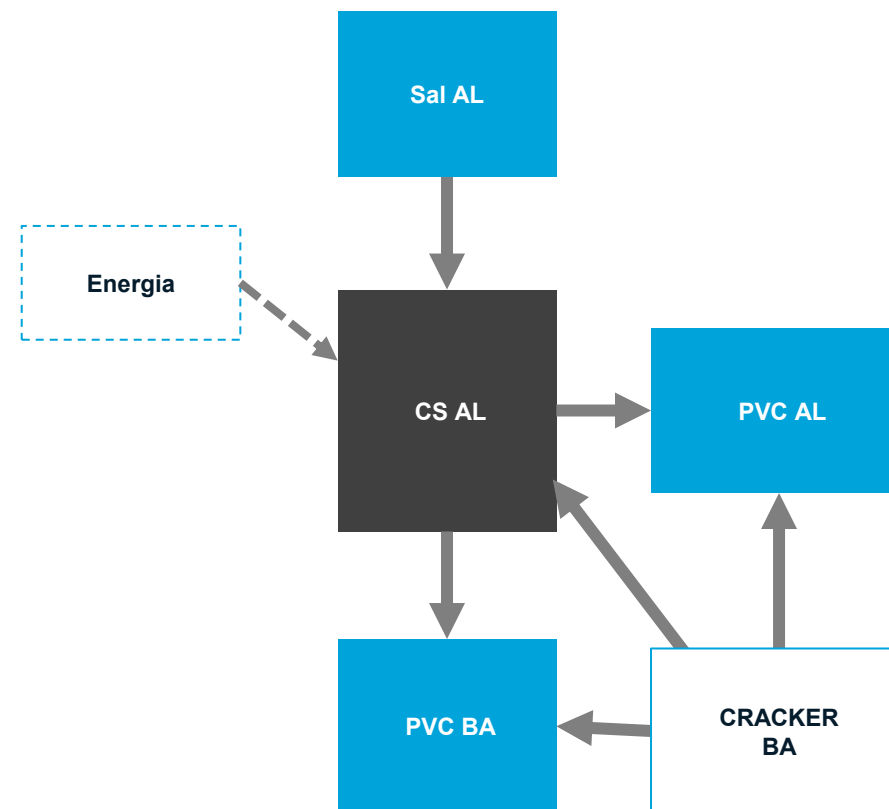 Sal AL
Energia
CS AL
PVC AL
PVC BA
CRACKER
BA